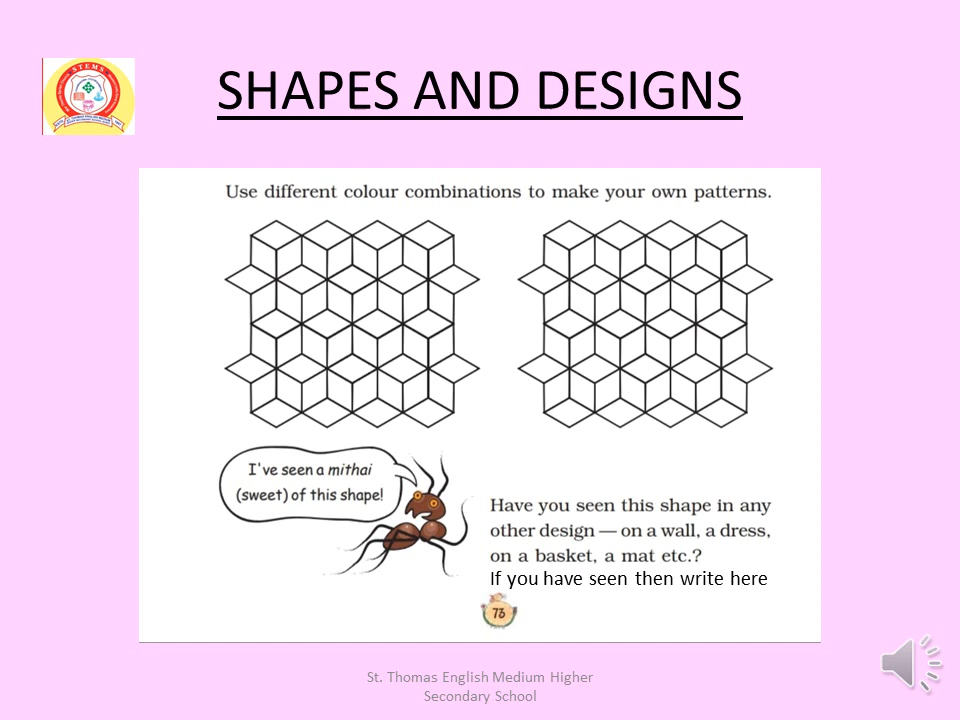 SHAPES AND DESIGNS
STEMS
Use different colour combinations to make your own patterns.
I've seen a mithai
(sweet) of this shape!
Have you seen this shape in any
other design — on a wall, a dress,
on a basket, a mat etc.?
If you have seen then write here
73
St. Thomas English Medium Higher
Secondary School